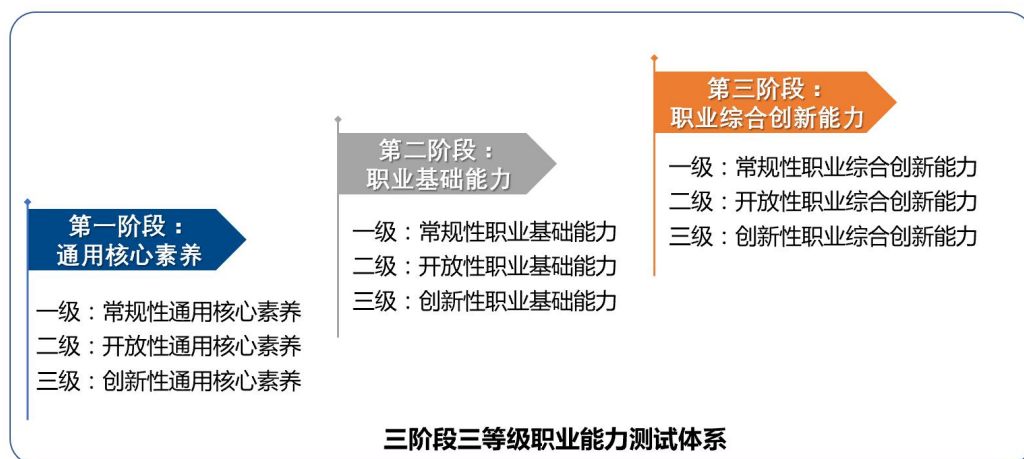 第一阶段：
通用核心素养
一级：常规性通用核心素养
二级：开放性通用核心素养
三级：创新性通用核心素养
第二阶段：
职业基础能力
一级：常规性职业基础能力
二级：开放性职业基础能力
三级：创新性职业基础能力
第三阶段：
职业综合创新能力
一级：常规性职业综合创新能力
二级：开放性职业综合创新能力
三级：创新性职业综合创新能力
三阶段三等级职业能力测试体系